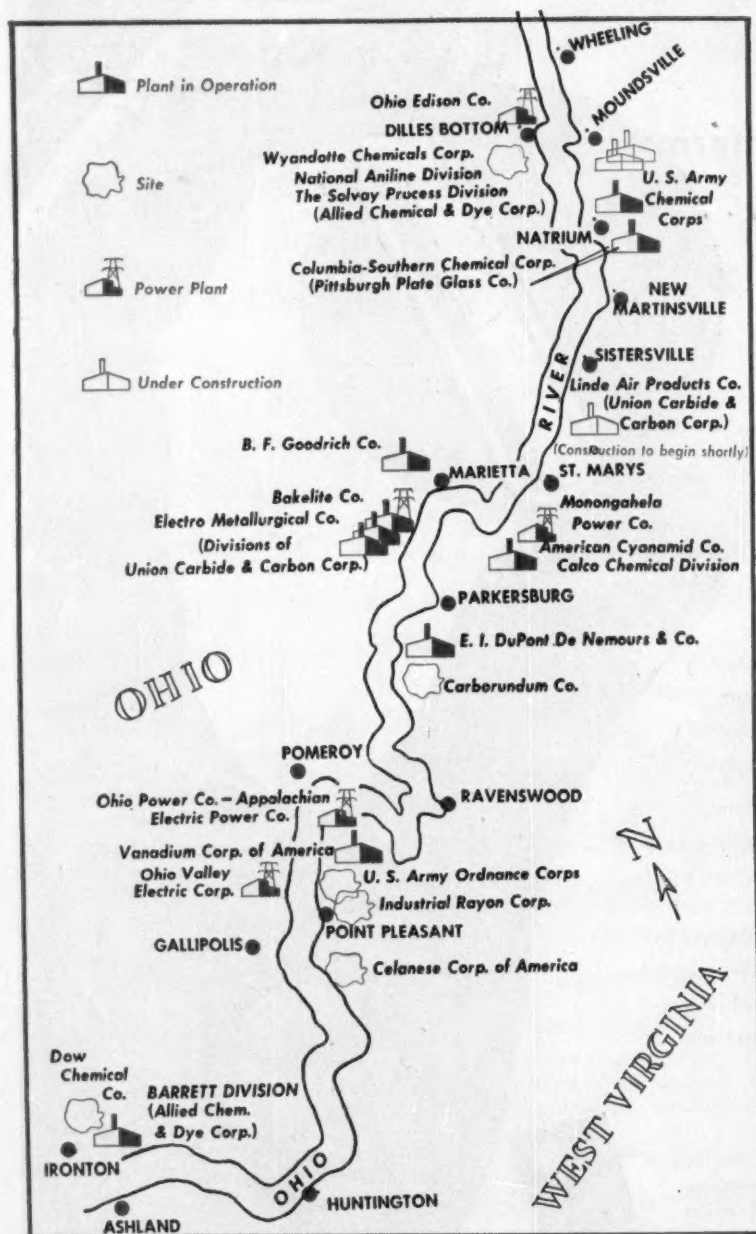 WHEELING
Plant in Operation
Ohio Edison Co.
DILLES BOTTOM
MOUNDSVILLE
Wyandotte Chemicals Corp.
National Aniline Division
The Solvay Process Division
(Allied Chemical & Dye Corp.)
Site
U. S. Army
Chemical
Corps
NATRIUM
Columbia-Southern Chemical Corp.
(Pittsburgh Plate Glass Co.)
Power Plant
NEW
MARTINSVILLE
Under Construction
RIVER
SISTERSVILLE
Linde Air Products Co.
(Union Carbide &
Carbon Corp.)
(Construction to begin shortly)
B. F. Goodrich Co.
MARIETTA
ST. MARYS
Bakelite Co.
Electro Metallurgical Co.
(Divisions of
Union Carbide & Carbon Corp.)
Monongahela
Power Co.
American Cyanamid Co.
Calco Chemical Division
PARKERSBURG
E. I. DuPont De Nemours & Co.
Carborundum Co.
OHIO
POMEROY
Ohio Power Co. — Appalachian
Electric Power Co.
RAVENSWOOD
N
Vanadium Corp. of America
Ohio Valley
Electric Corp.
U. S. Army Ordnance Corps
Industrial Rayon Corp.
POINT PLEASANT
GALLIPOLIS
Celanese Corp. of America
WEST VIRGINIA
Dow
Chemical
Co.
BARRETT DIVISION
(Allied Chem.
& Dye Corp.)
IRONTON
OHIO
HUNTINGTON
ASHLAND